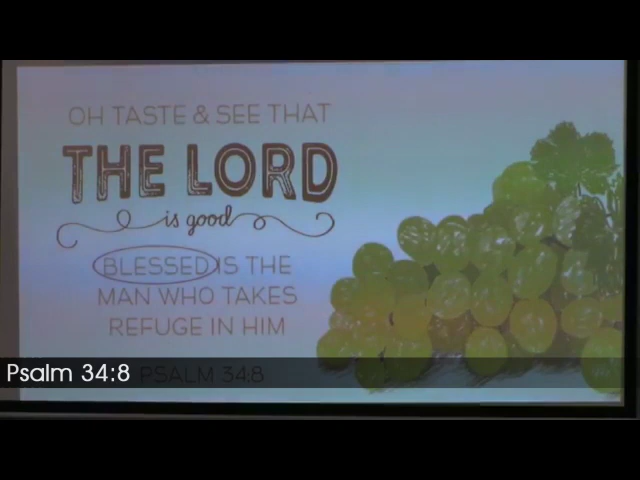 OH TASTE & SEE THAT
THE LORD
is good
BLESSED IS THE
MAN WHO TAKES
REFUGE IN HIM
Psalm 34:8 PSALM 34:8